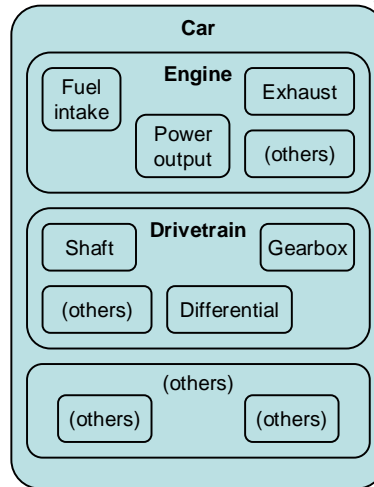 Car
Engine
Fuel
intake
Exhaust
Power
output
(others)
Drivetrain
Shaft
Gearbox
(others)
Differential
(others)
(others)
(others)